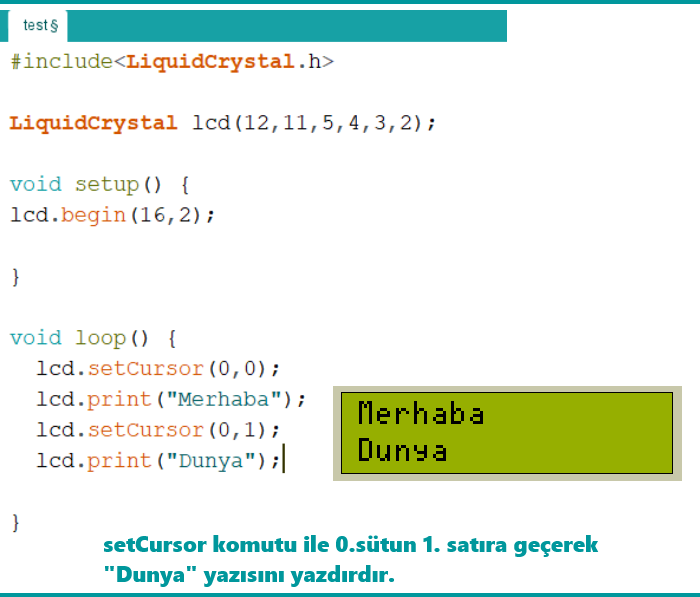 test§
#include<LiquidCrystal.h>
LiquidCrystal lcd(12,11,5,4,3,2);
void setup() {
lcd.begin(16,2);
}
void loop() {
lcd.setCursor(0,0);
lcd.print("Merhaba");
lcd.setCursor(0,1);
lcd.print("Dunya");
}
Merhaba
Dunya
setCursor komutu ile 0.sütun 1. satıra geçerek
"Dunya" yazısını yazdırdır.